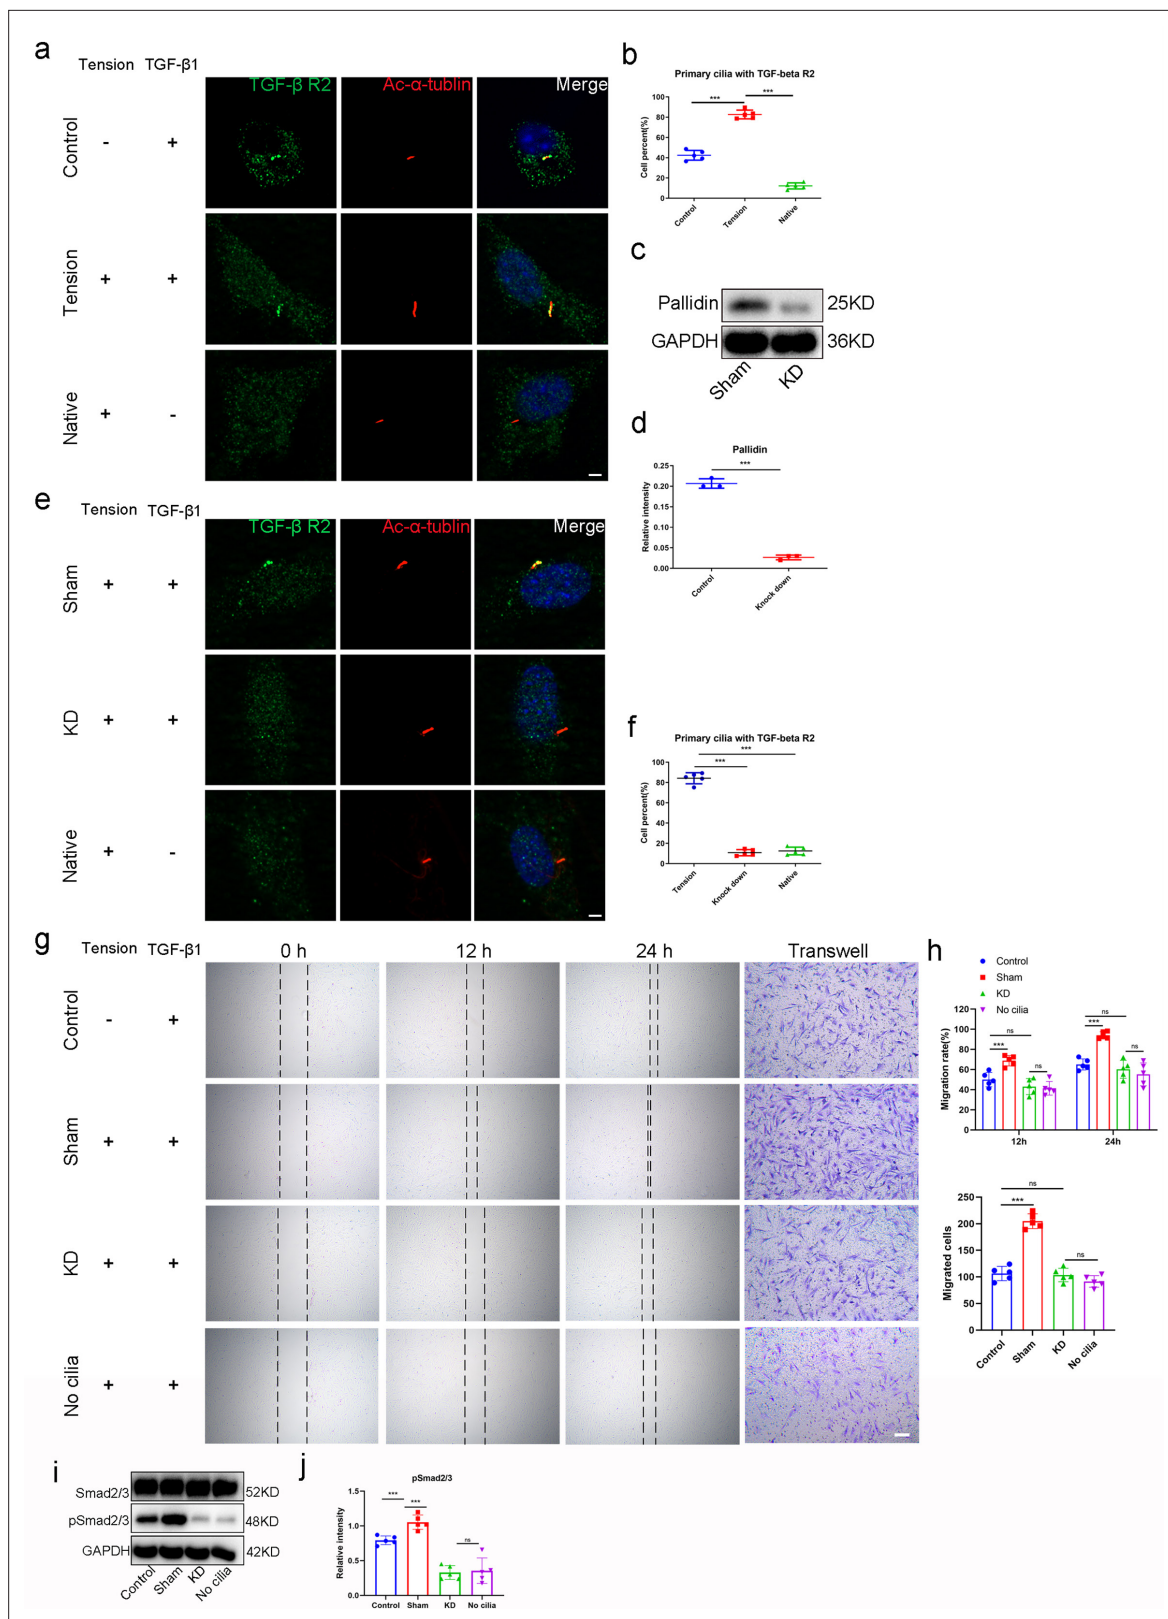 a
Tension TGF-β1
TGF-β R2 Ac-α-tublin Merge
Control - +
Tension + +
Native + -
b
Primary cilia with TGF-beta R2
Cell percent(%)
100
80
60
40
20
0
*** ***
Control Tension Native
c
Pallidin 25KD
GAPDH 36KD
Sham KD
d
Pallidin
Relative intensity
0.25
0.20
0.15
0.10
0.05
0.00
***
Control Knock down
e
Tension TGF-β1
TGF-β R2 Ac-α-tublin Merge
Sham + +
KD + +
Native + -
f
Primary cilia with TGF-beta R2
Cell percent(%)
100
80
60
40
20
0
***
***
Tension Knock down Native
g
Tension TGF-β1 0 h 12 h 24 h Transwell
Control - +
Sham + +
KD + +
No cilia + +
h
Control
Sham
KD
No cilia
Migration rate(%)
120
100
80
60
40
20
0
ns *** ns ns *** ns
12h 24h
Migrated cells
250
200
150
100
50
0
ns
***
ns
Control Sham KD No cilia
i
Smad2/3 52KD
pSmad2/3 48KD
GAPDH 42KD
Control Sham KD No cilia
j
pSmad2/3
Relative intensity
1.5
1.0
0.5
0.0
*** *** ns
Control Sham KD No cilia